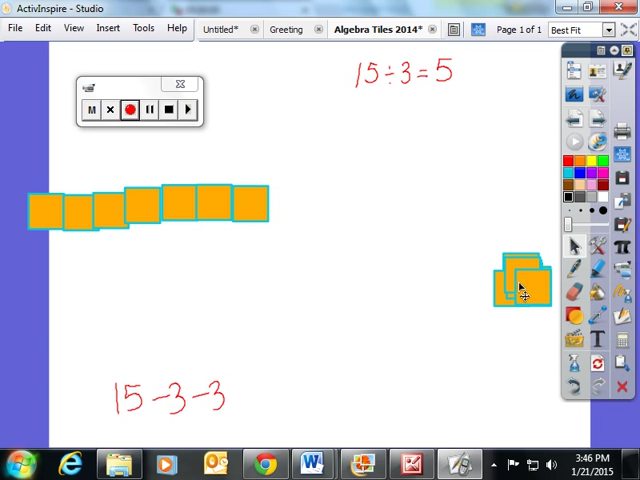 ActivInspire - Studio
File Edit View Insert Tools Help Untitled* Greeting Algebra Tiles 2014* Page 1 of 1 Best Fit
15÷3=5
M
15-3-3
T
3:46 PM
1/21/2015